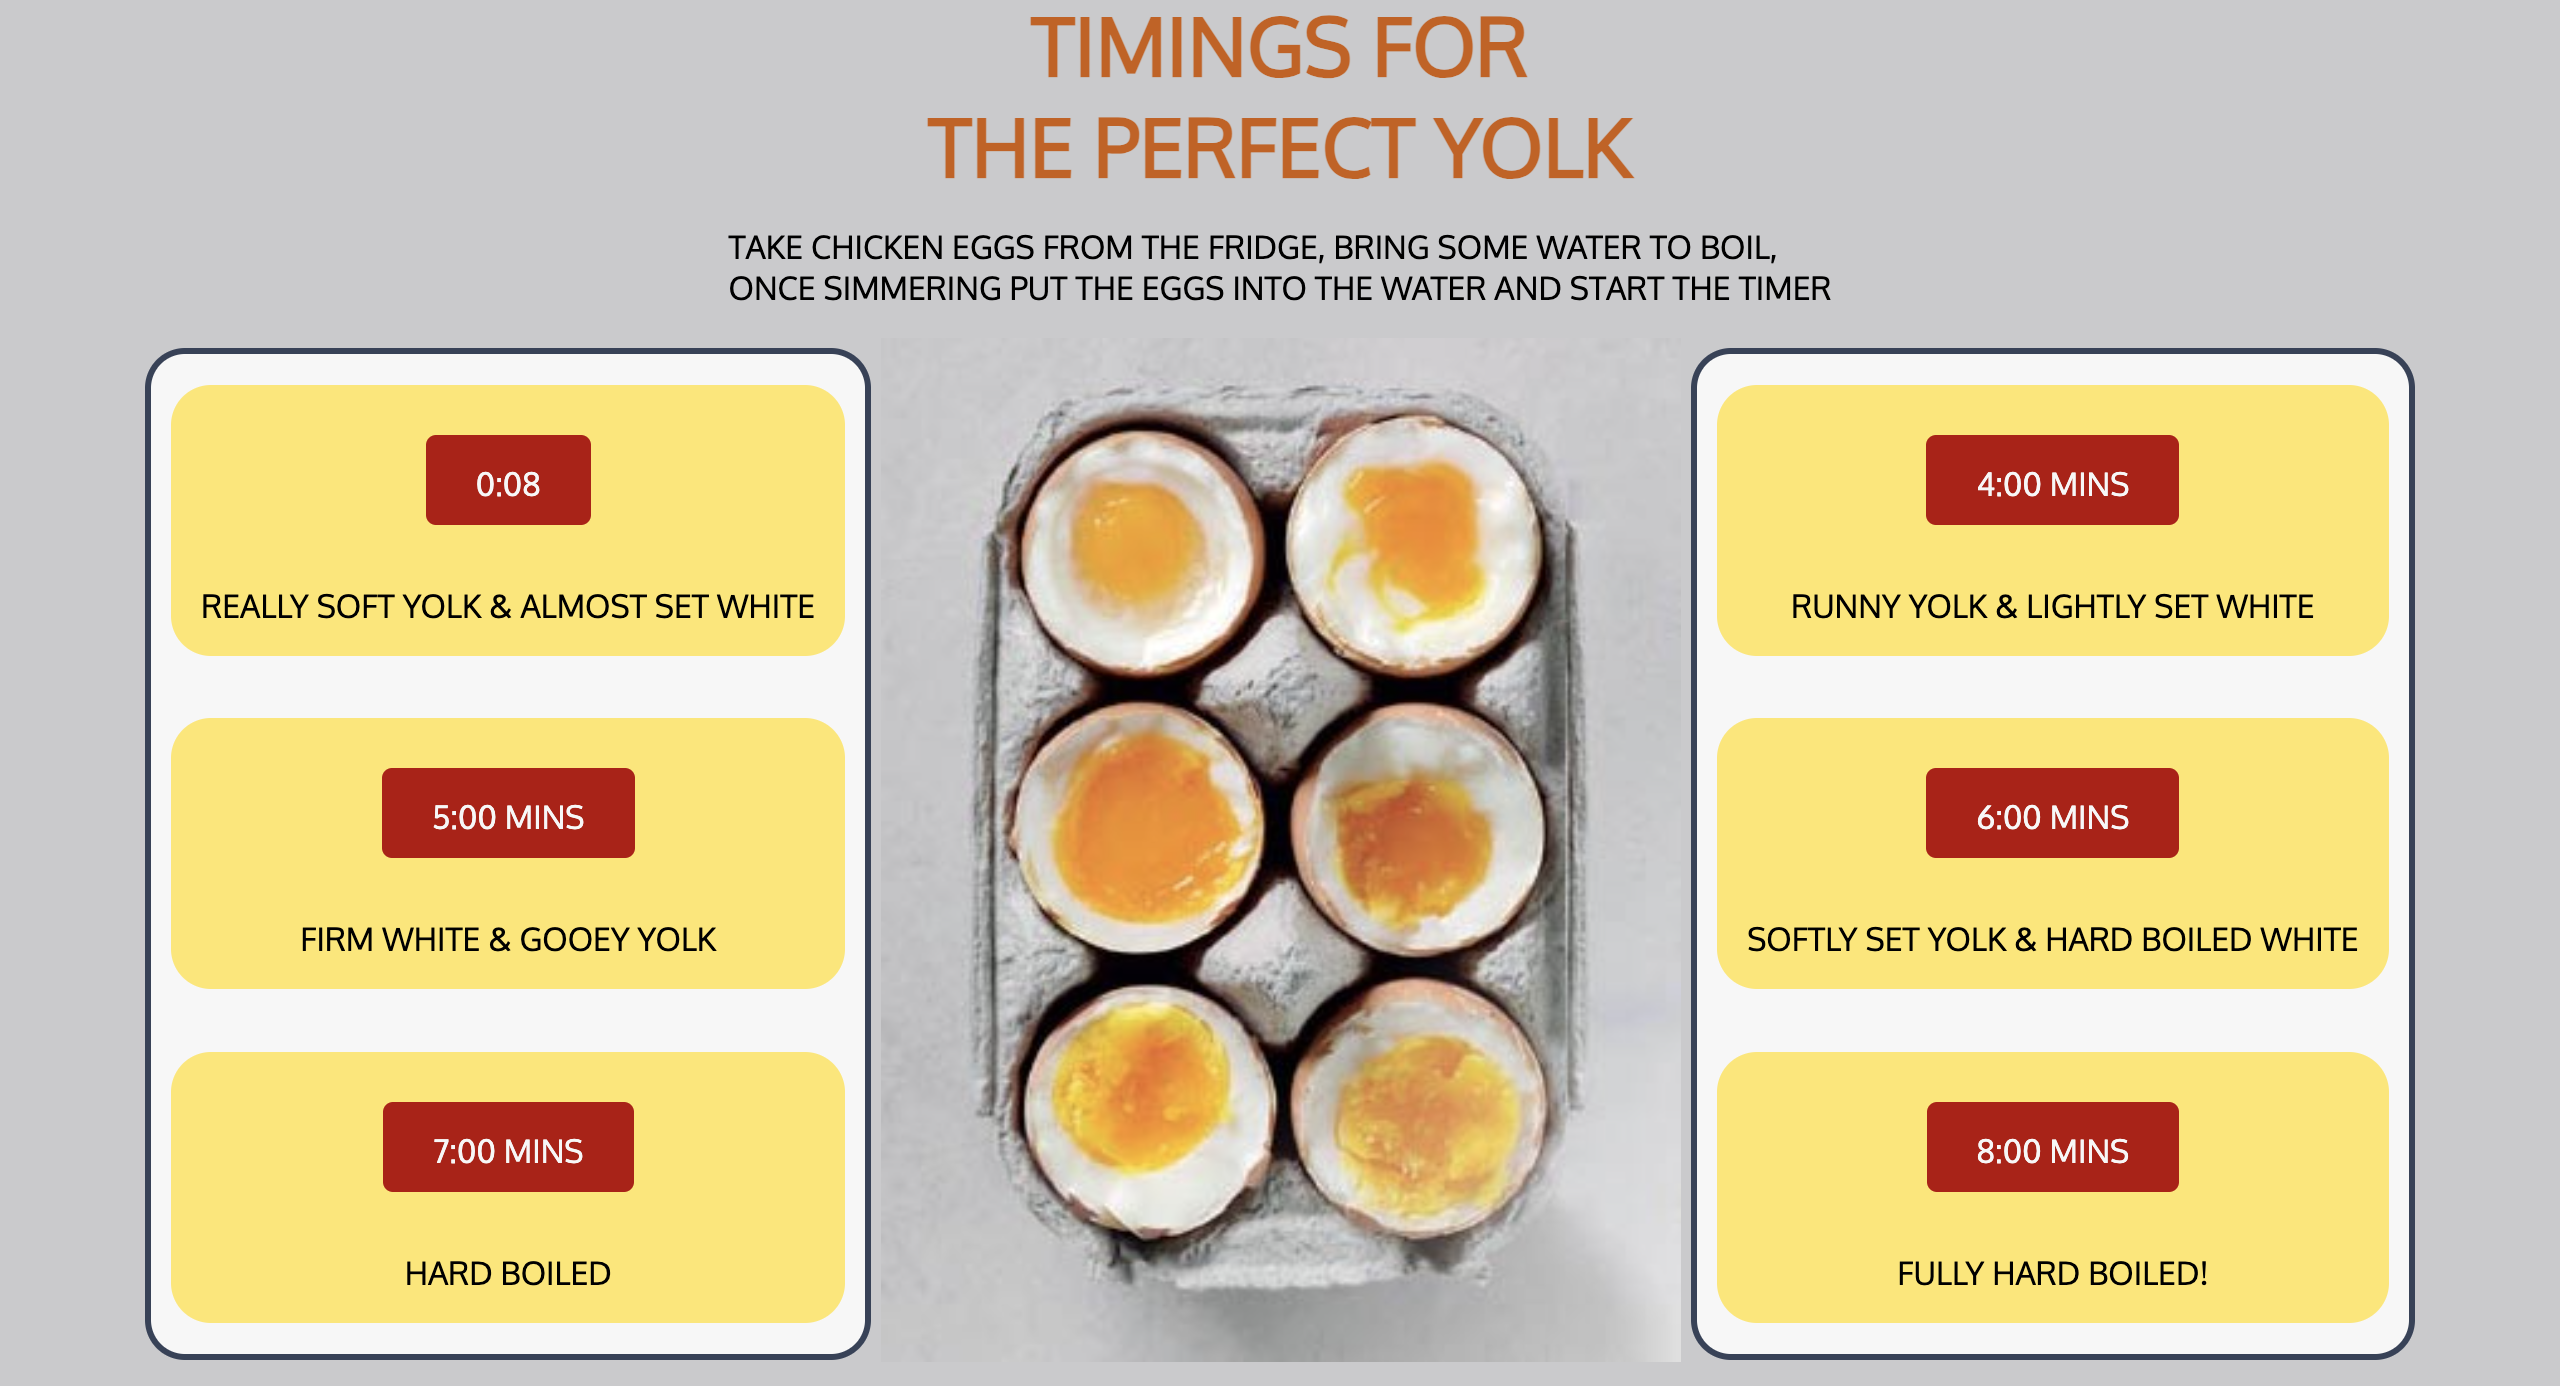 TIMINGS FOR
THE PERFECT YOLK
TAKE CHICKEN EGGS FROM THE FRIDGE, BRING SOME WATER TO BOIL,
ONCE SIMMERING PUT THE EGGS INTO THE WATER AND START THE TIMER
0:08
REALLY SOFT YOLK & ALMOST SET WHITE
5:00 MINS
FIRM WHITE & GOOEY YOLK
7:00 MINS
HARD BOILED
4:00 MINS
RUNNY YOLK & LIGHTLY SET WHITE
6:00 MINS
SOFTLY SET YOLK & HARD BOILED WHITE
8:00 MINS
FULLY HARD BOILED!